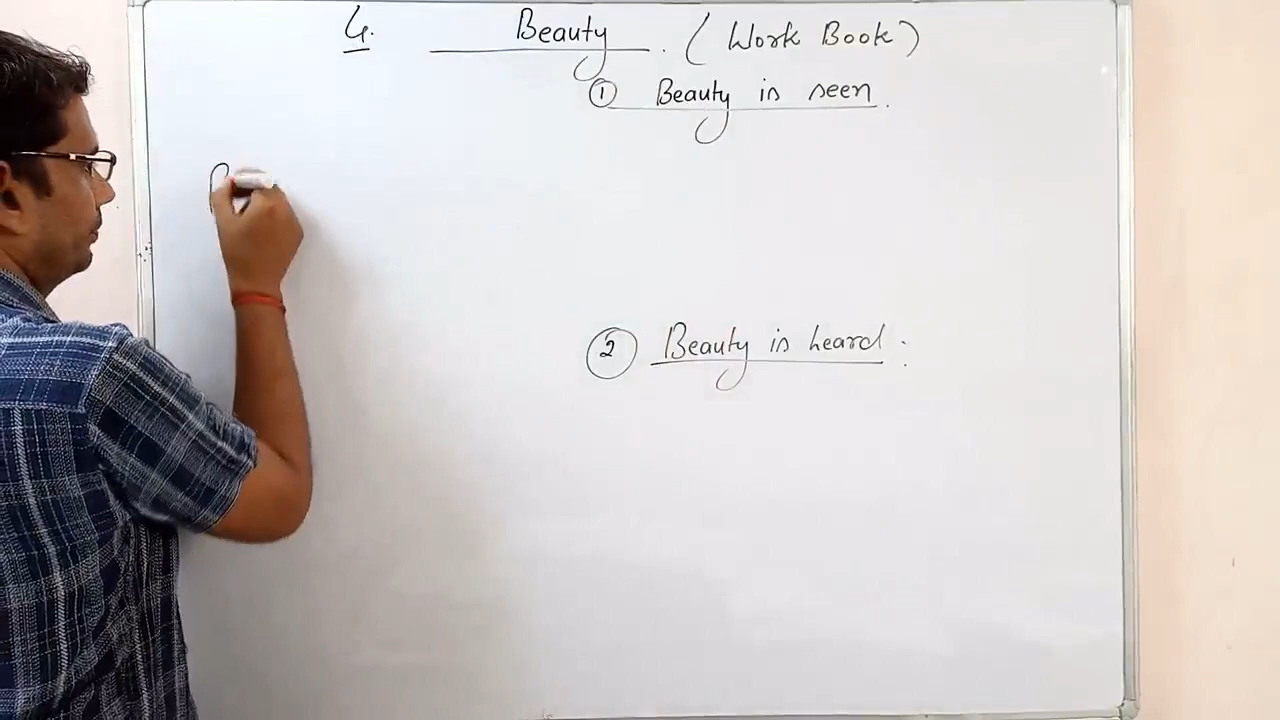 4. Beauty. (Work Book)
① Beauty is seen.
② Beauty is heard.